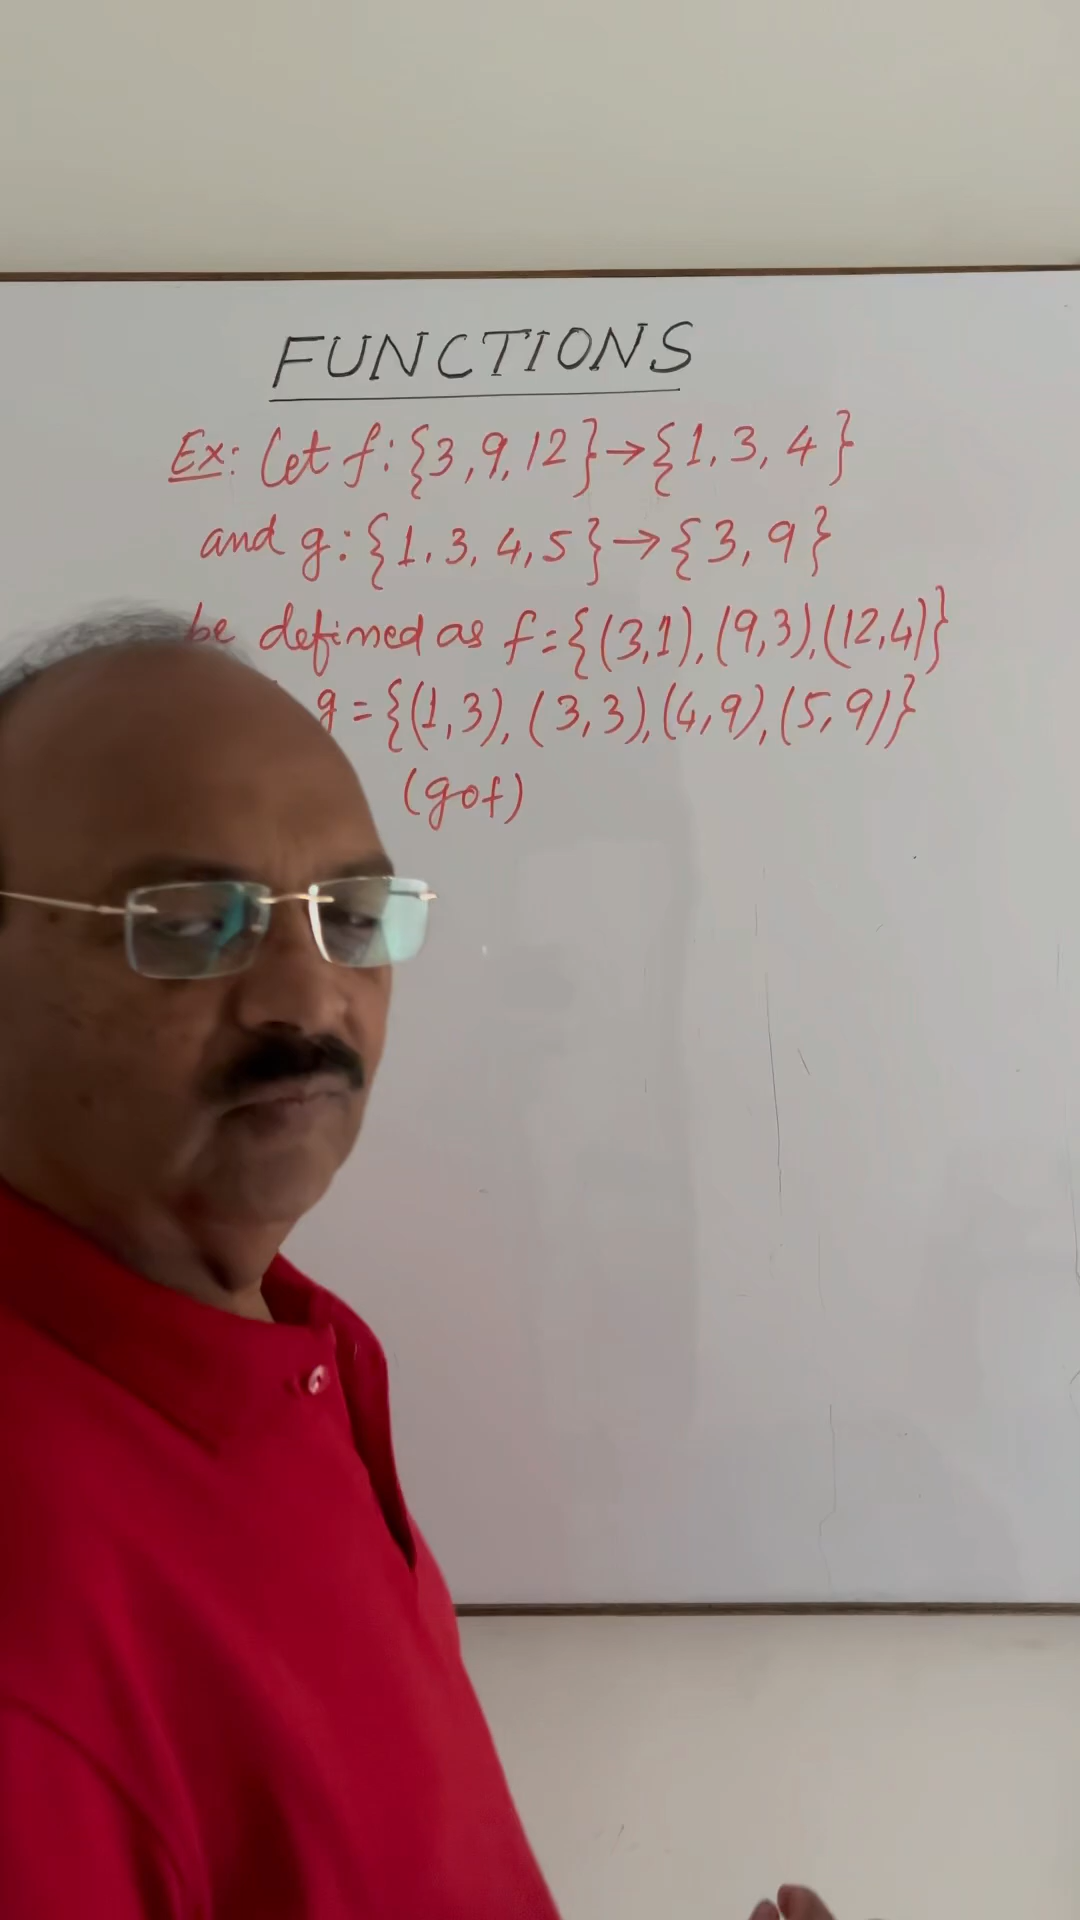 FUNCTIONS
Ex: Let f:{3,9,12}→{1,3,4}
and g:{1,3,4,5}→{3,9}
be defined as f={(3,1),(9,3),(12,4)}
g={(1,3),(3,3),(4,9),(5,9)}
(gof)